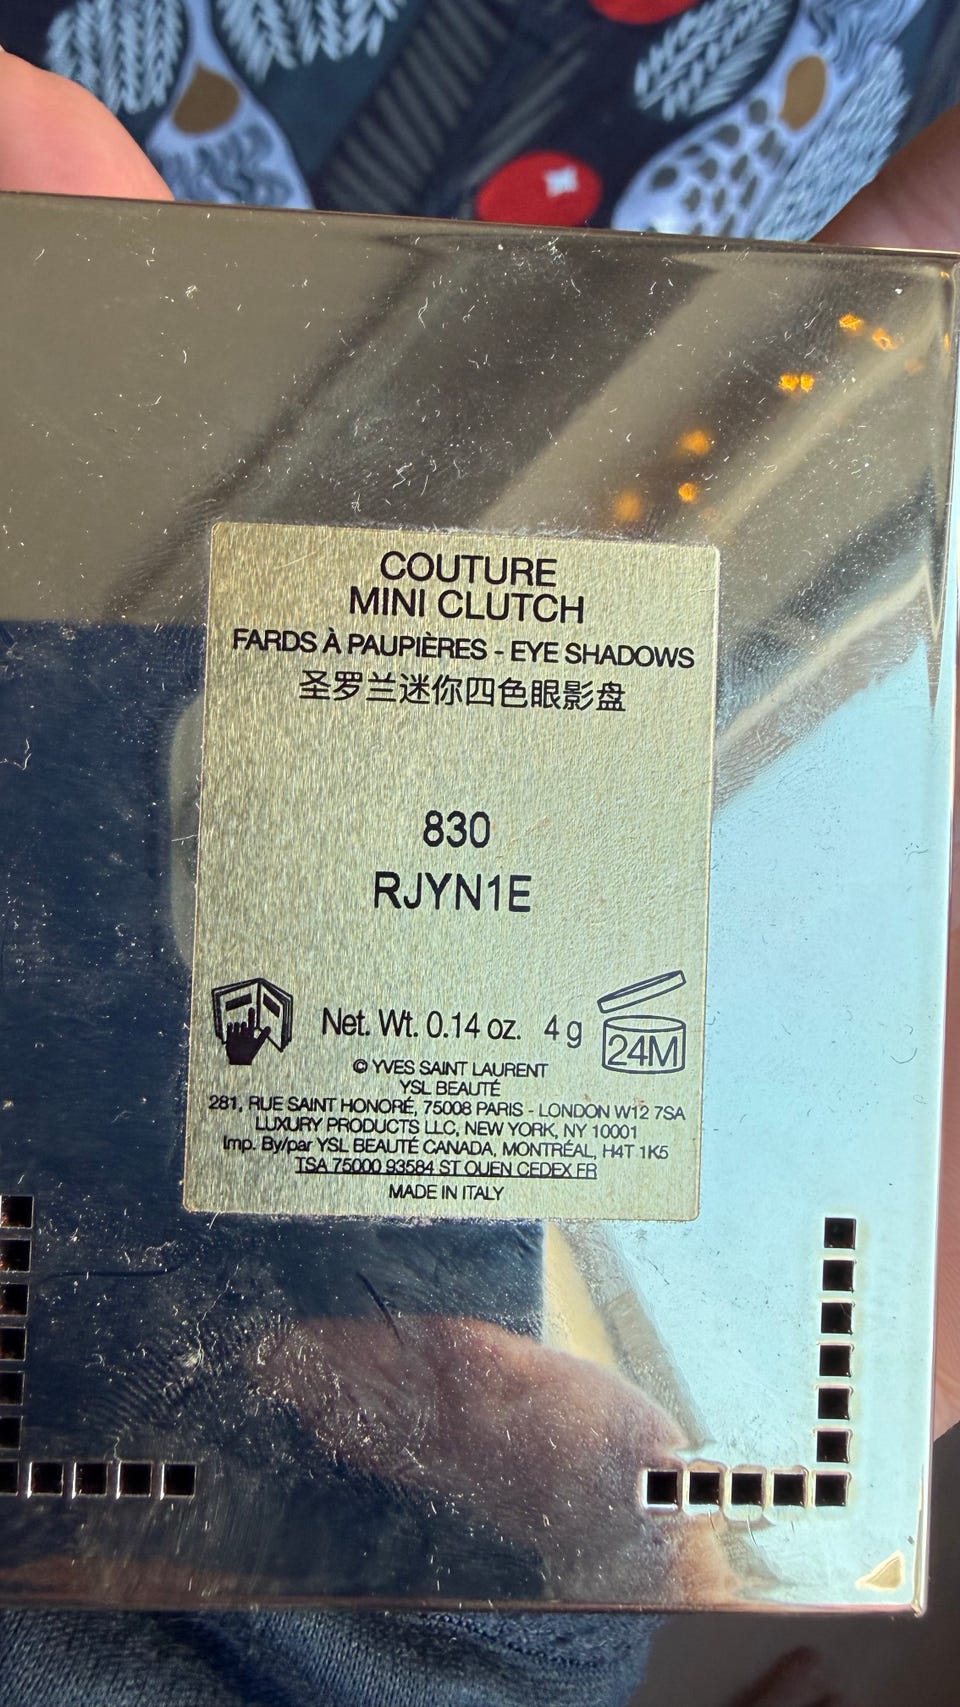 COUTURE
MINI CLUTCH
FARDS À PAUPIÈRES - EYE SHADOWS
圣罗兰迷你四色眼影盘
830
RJYN1E
Net. Wt. 0.14 oz. 4 g
24M
© YVES SAINT LAURENT
YSL BEAUTÉ
281, RUE SAINT HONORÉ, 75008 PARIS - LONDON W12 7SA
LUXURY PRODUCTS LLC, NEW YORK, NY 10001
Imp. By/par YSL BEAUTÉ CANADA, MONTRÉAL, H4T 1K5
TSA 75000 93584 ST OUEN CEDEX FR
MADE IN ITALY